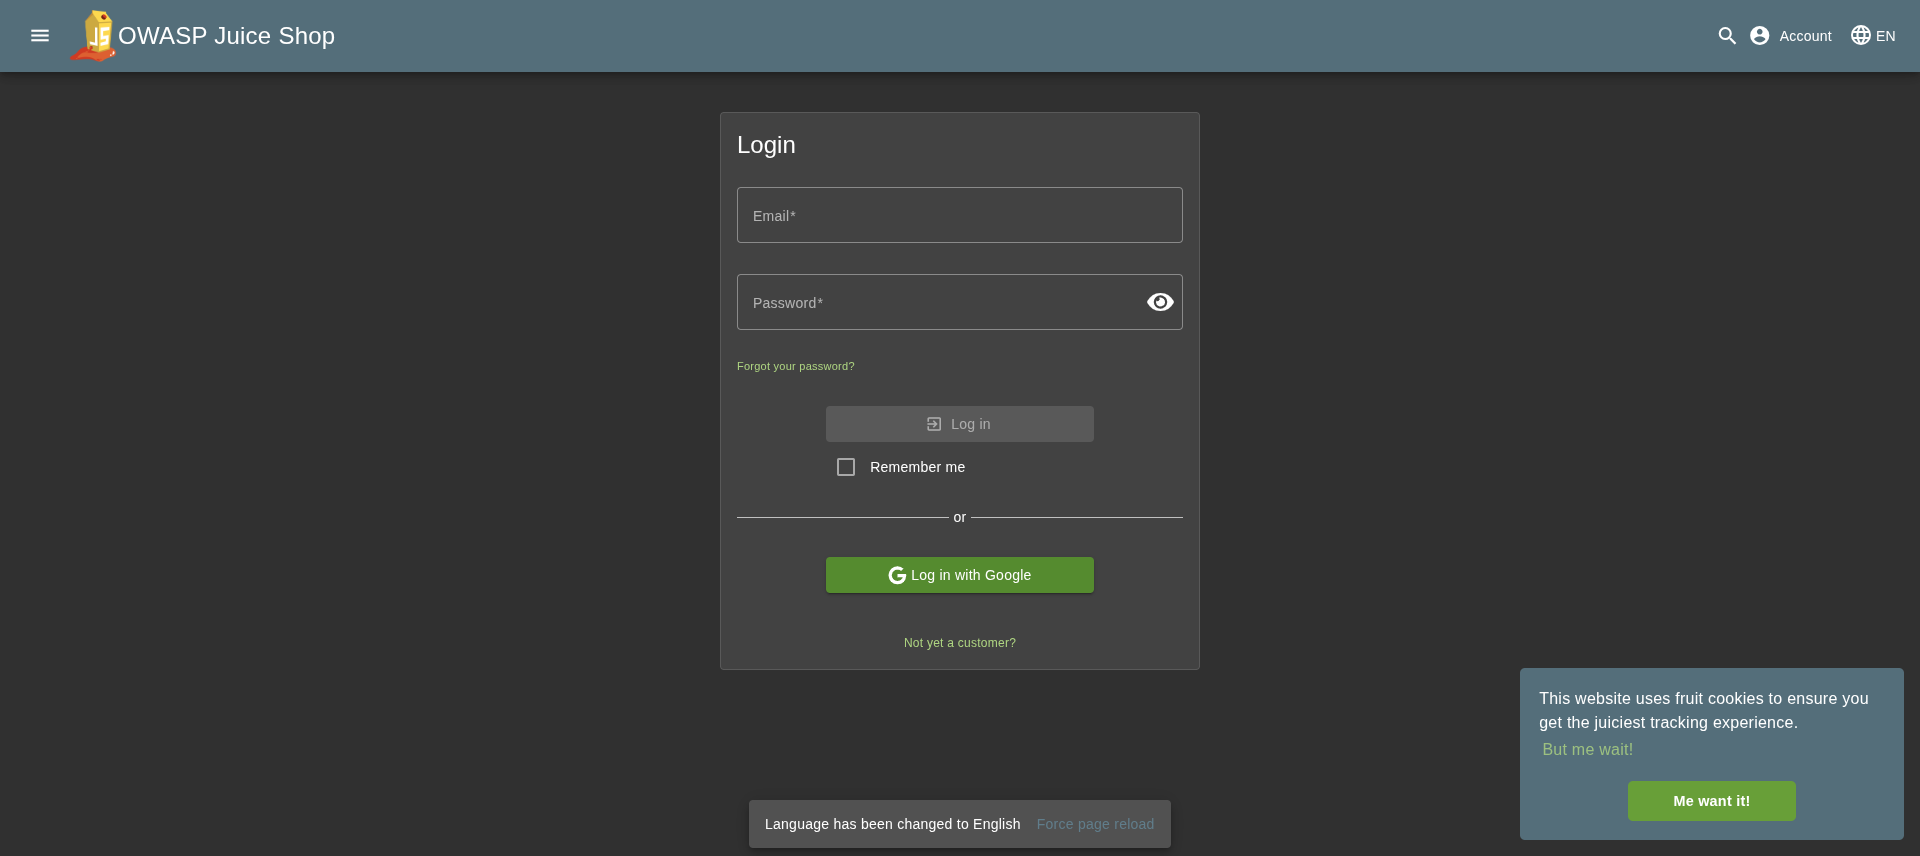 OWASP Juice Shop
Account
EN
Login
Email*
Password*
Forgot your password?
Log in
Remember me
or
Log in with Google
Not yet a customer?
This website uses fruit cookies to ensure you
get the juiciest tracking experience.
But me wait!
Me want it!
Language has been changed to English Force page reload